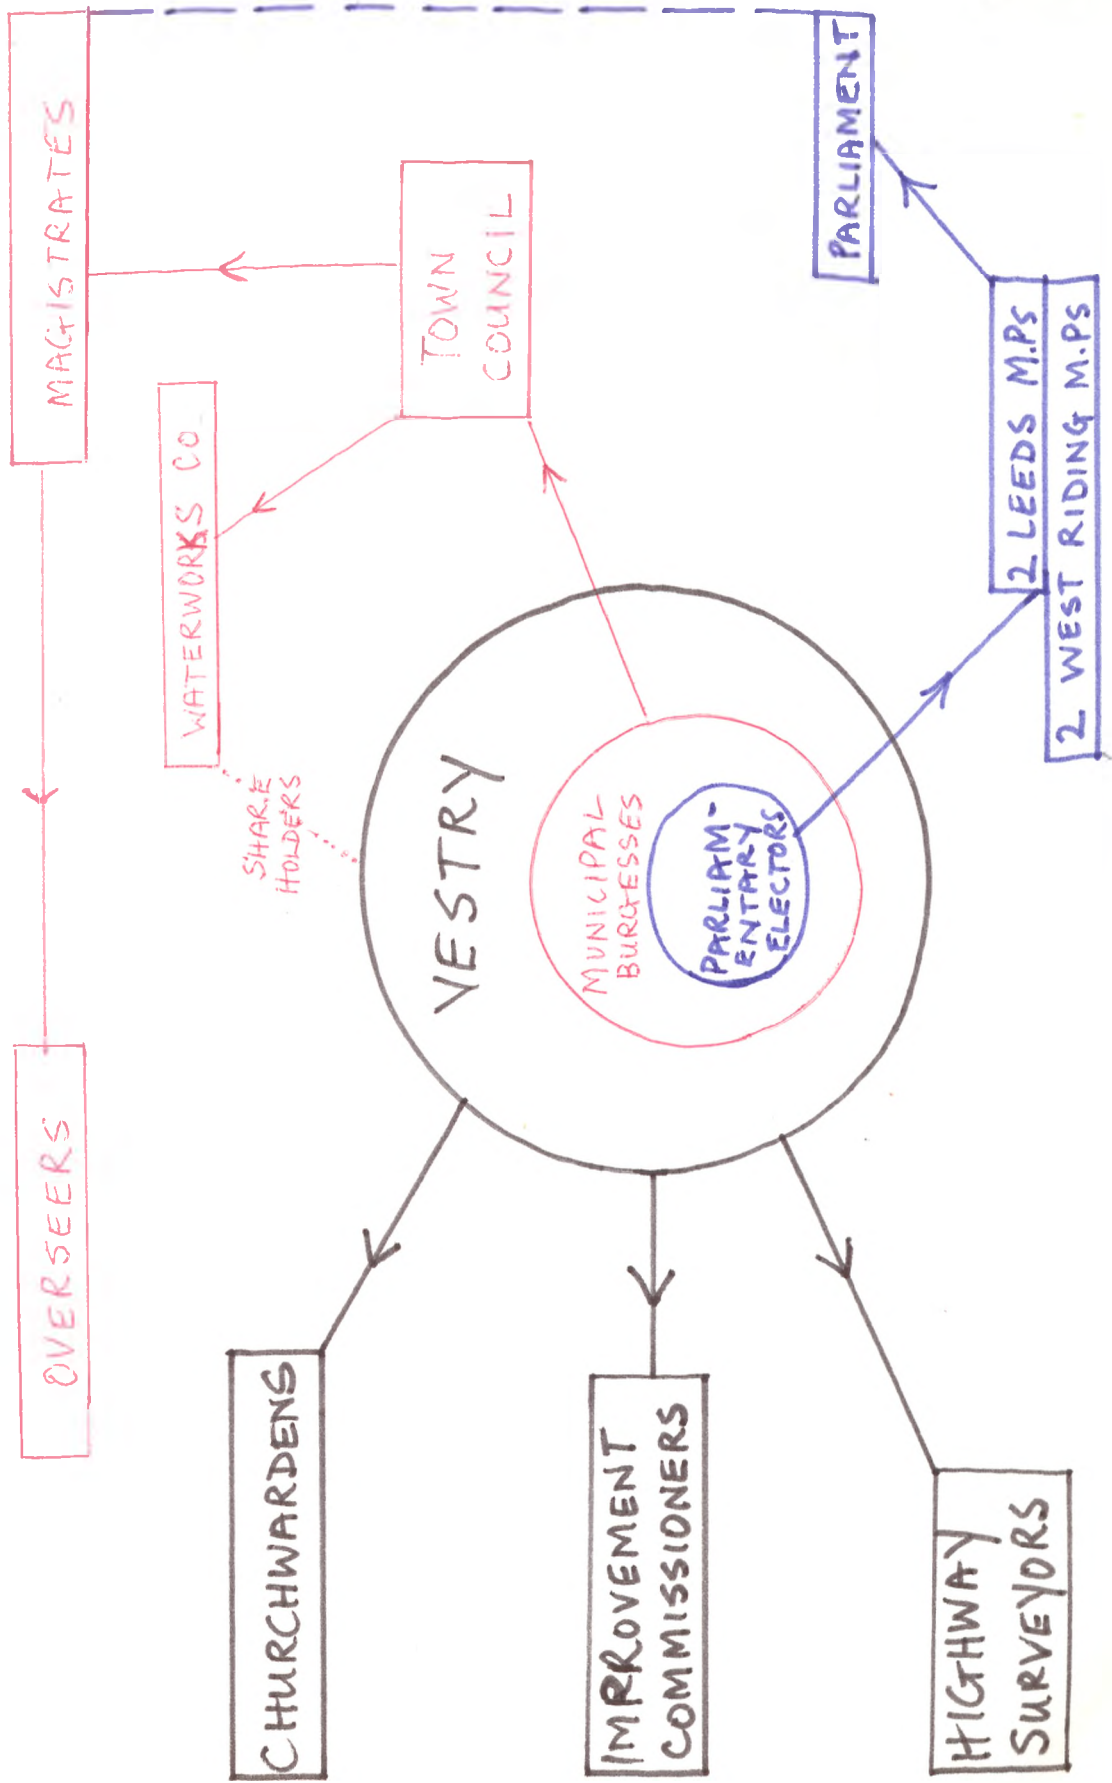 OVERSEERS
MAGISTRATES
CHURCHWARDENS
SHARE
HOLDERS
WATERWORKS CO.
TOWN
COUNCIL
VESTRY
MUNICIPAL
BURGESSES
PARLIAM-
ENTARY
ELECTORS
IMPROVEMENT
COMMISSIONERS
PARLIAMENT
HIGHWAY
SURVEYORS
2 LEEDS M.Ps
2 WEST RIDING M.Ps